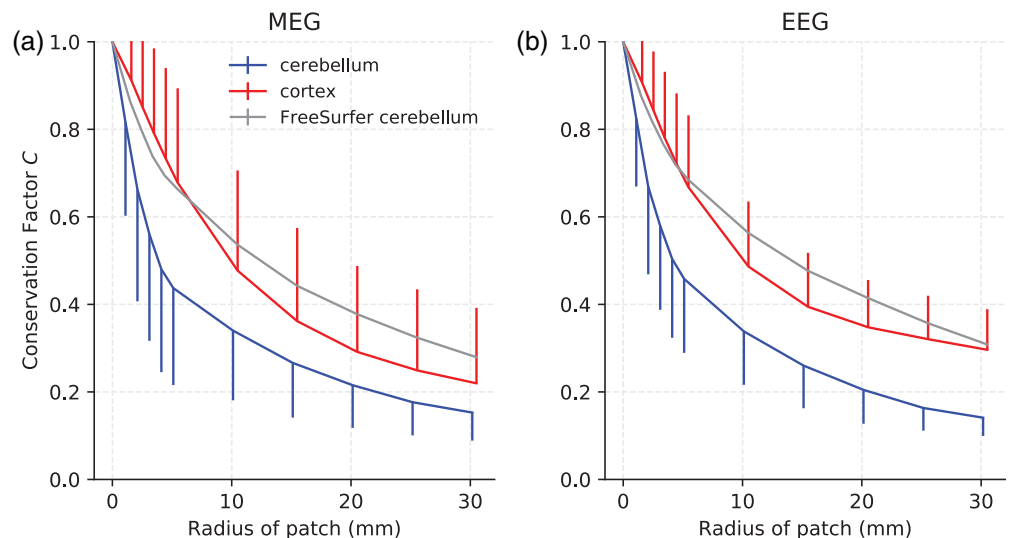 (a)
MEG
cerebellum
cortex
FreeSurfer cerebellum
Conservation Factor C
1.0
0.8
0.6
0.4
0.2
0.0
0
10
20
30
Radius of patch (mm)
(b)
EEG
1.0
0.8
0.6
0.4
0.2
0.0
0
10
20
30
Radius of patch (mm)